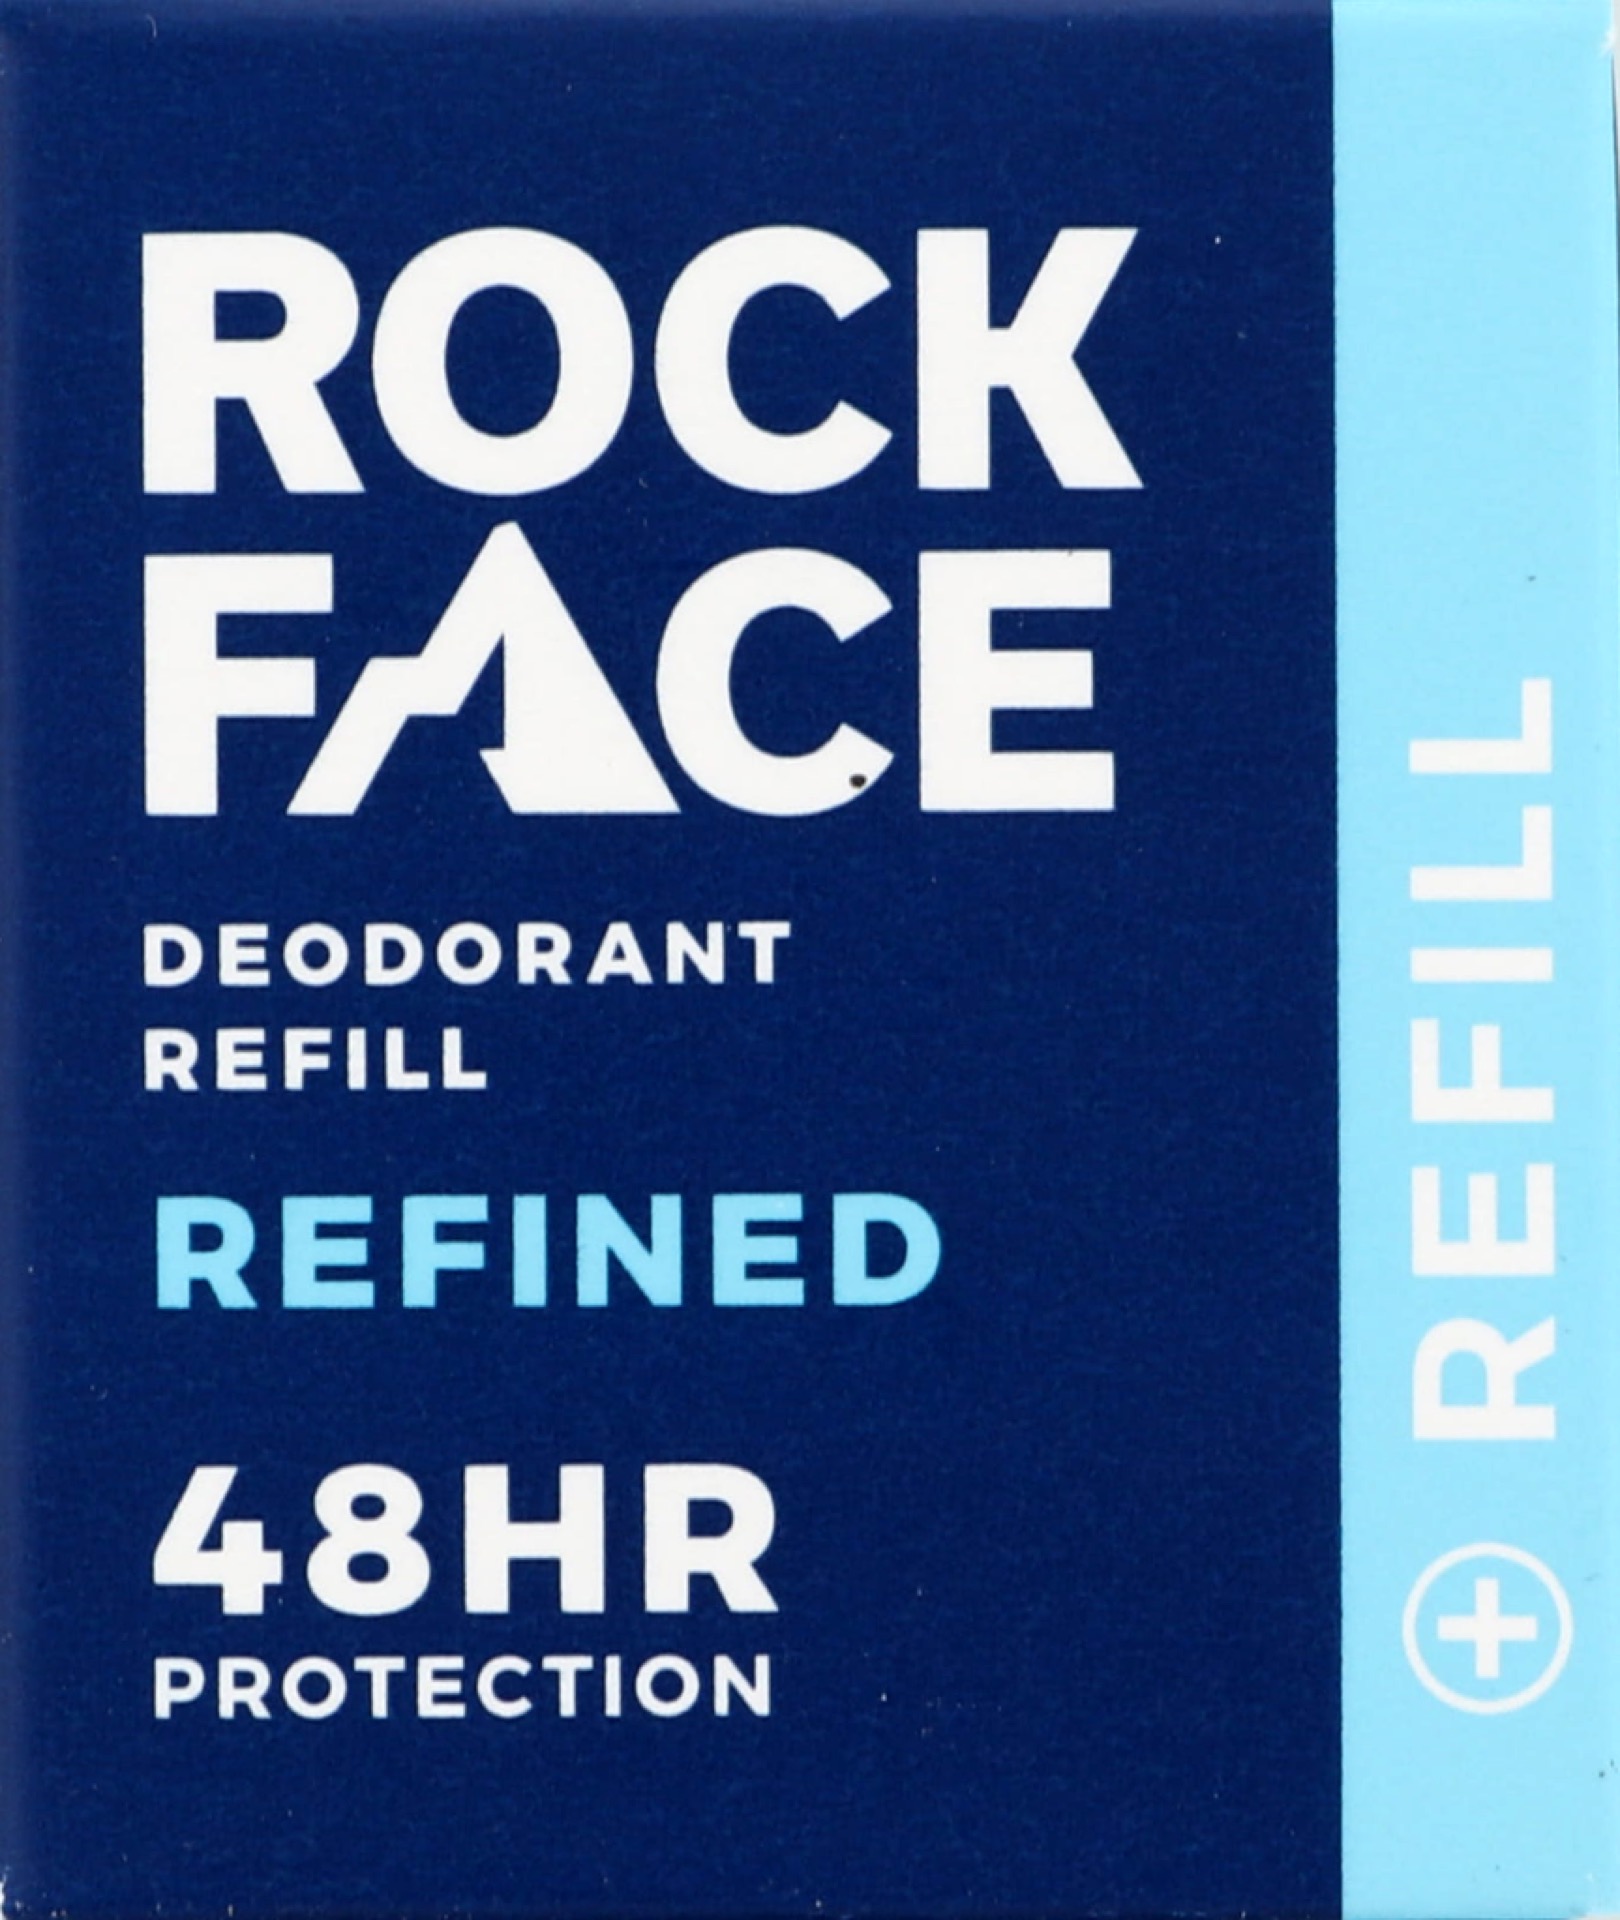 ROCK
FACE
DEODORANT
REFILL
REFINED
48HR
PROTECTION
REFILL